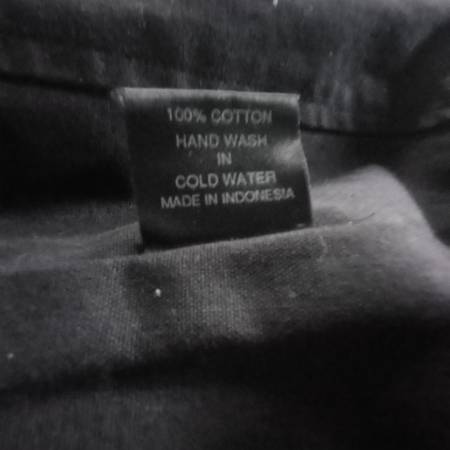 100% COTTON
HAND WASH
IN
COLD WATER
MADE IN INDONESIA